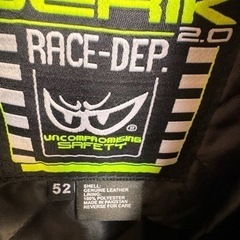 2.0
RACE-DEP.
®
UNCOMPROMISING
SAFETY
52
SHELL:
GENUINE LEATHER
LINING:
100% POLYESTER
MADE IN PAKISTAN
REVERSE FOR CARE